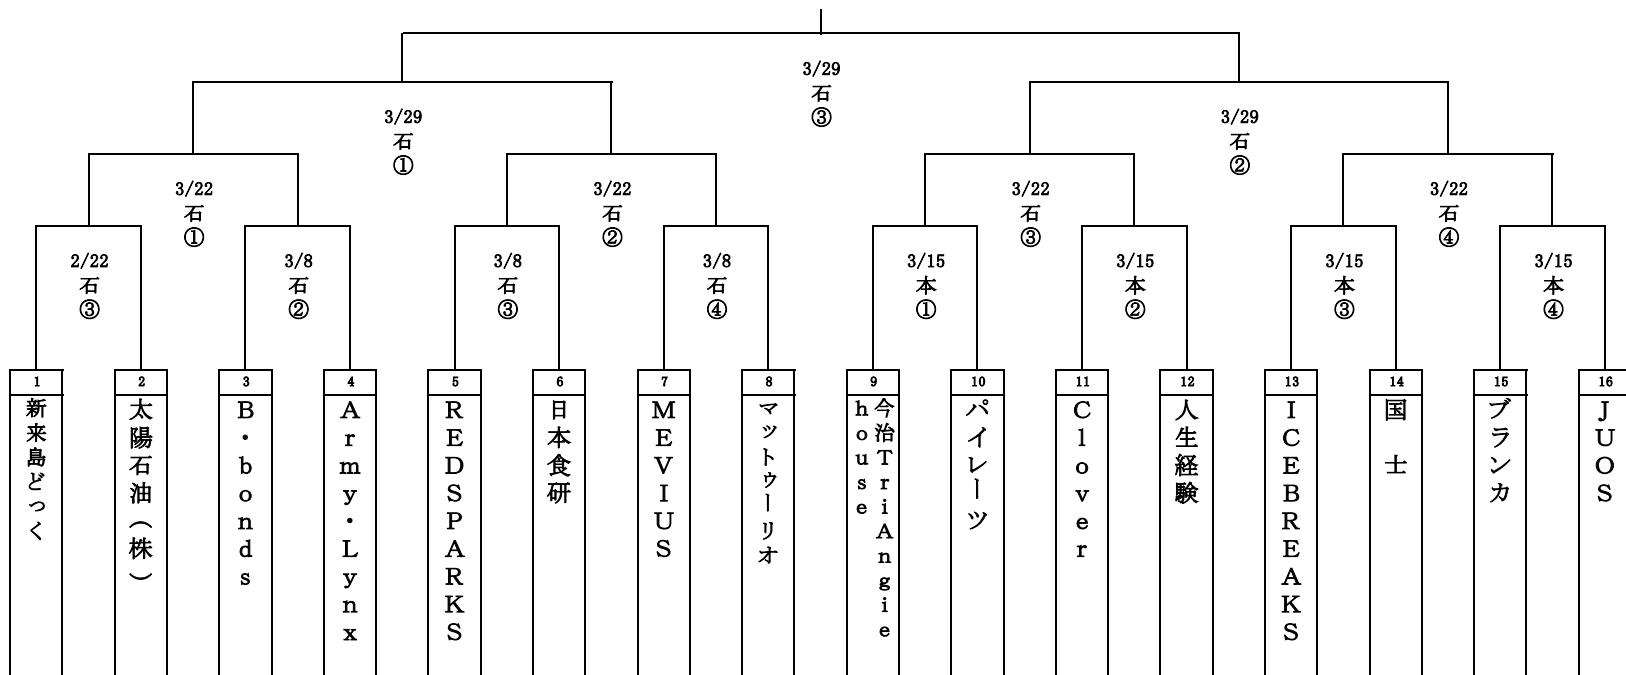 3/29
石
③
3/29
石
①
3/29
石
②
3/22
石
①
3/22
石
②
3/22
石
③
3/22
石
④
2/22
石
③
3/8
石
②
3/8
石
③
3/8
石
④
3/15
本
①
3/15
本
②
3/15
本
③
3/15
本
④
1
新来島どっく
2
太陽石油（株）
3
B・bonds
4
Army・Lynx
5
REDSPARKS
6
日本食研
7
MEVIUS
8
マットゥーリオ
9
今治TriAngie
house
10
パイレーツ
11
Clover
12
人生経験
13
ICEBREAKS
14
国　士
15
ブランカ
16
JUOS